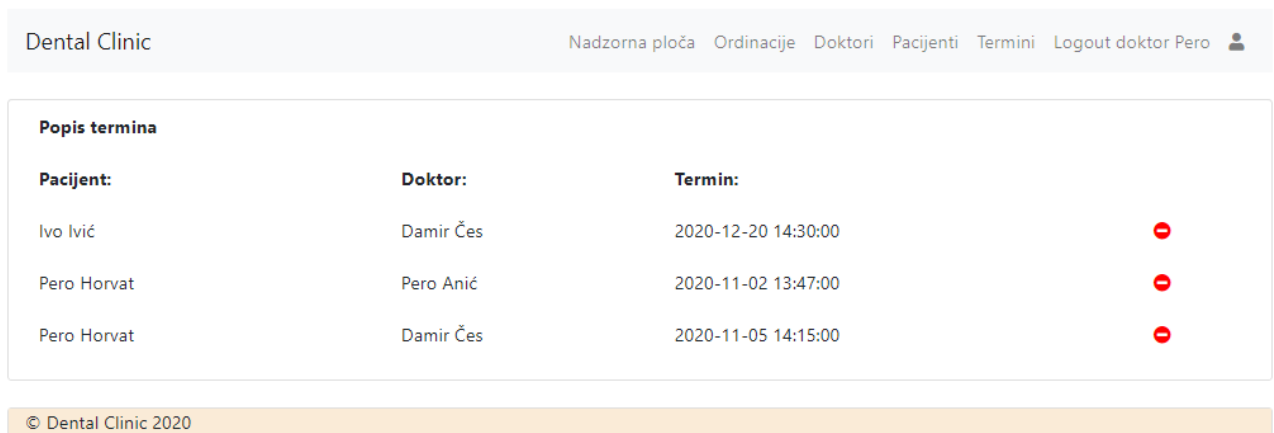 Dental Clinic Nadzorna ploča Ordinacije Doktori Pacijenti Termini Logout doktor Pero
Popis termina
Pacijent: Doktor: Termin:
Ivo Ivić Damir Čes 2020-12-20 14:30:00
Pero Horvat Pero Anić 2020-11-02 13:47:00
Pero Horvat Damir Čes 2020-11-05 14:15:00
© Dental Clinic 2020